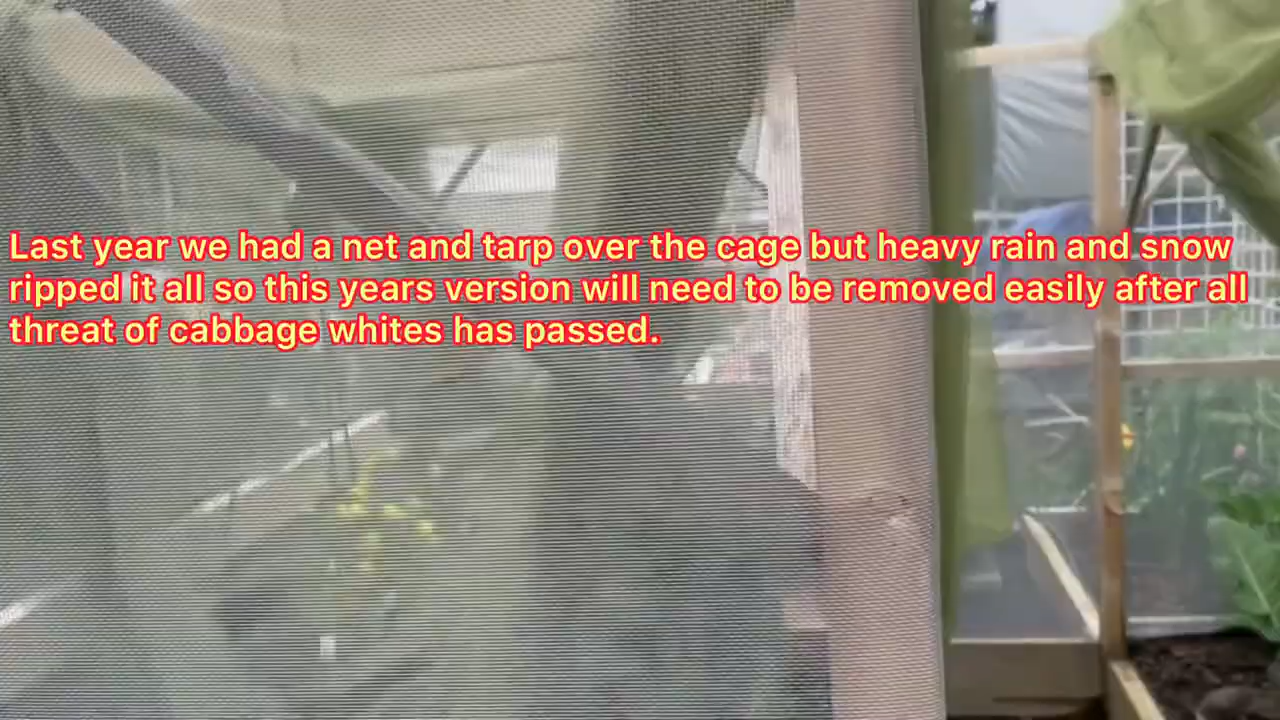 Last year we had a net and tarp over the cage but heavy rain and snow
ripped it all so this years version will need to be removed easily after all
threat of cabbage whites has passed.